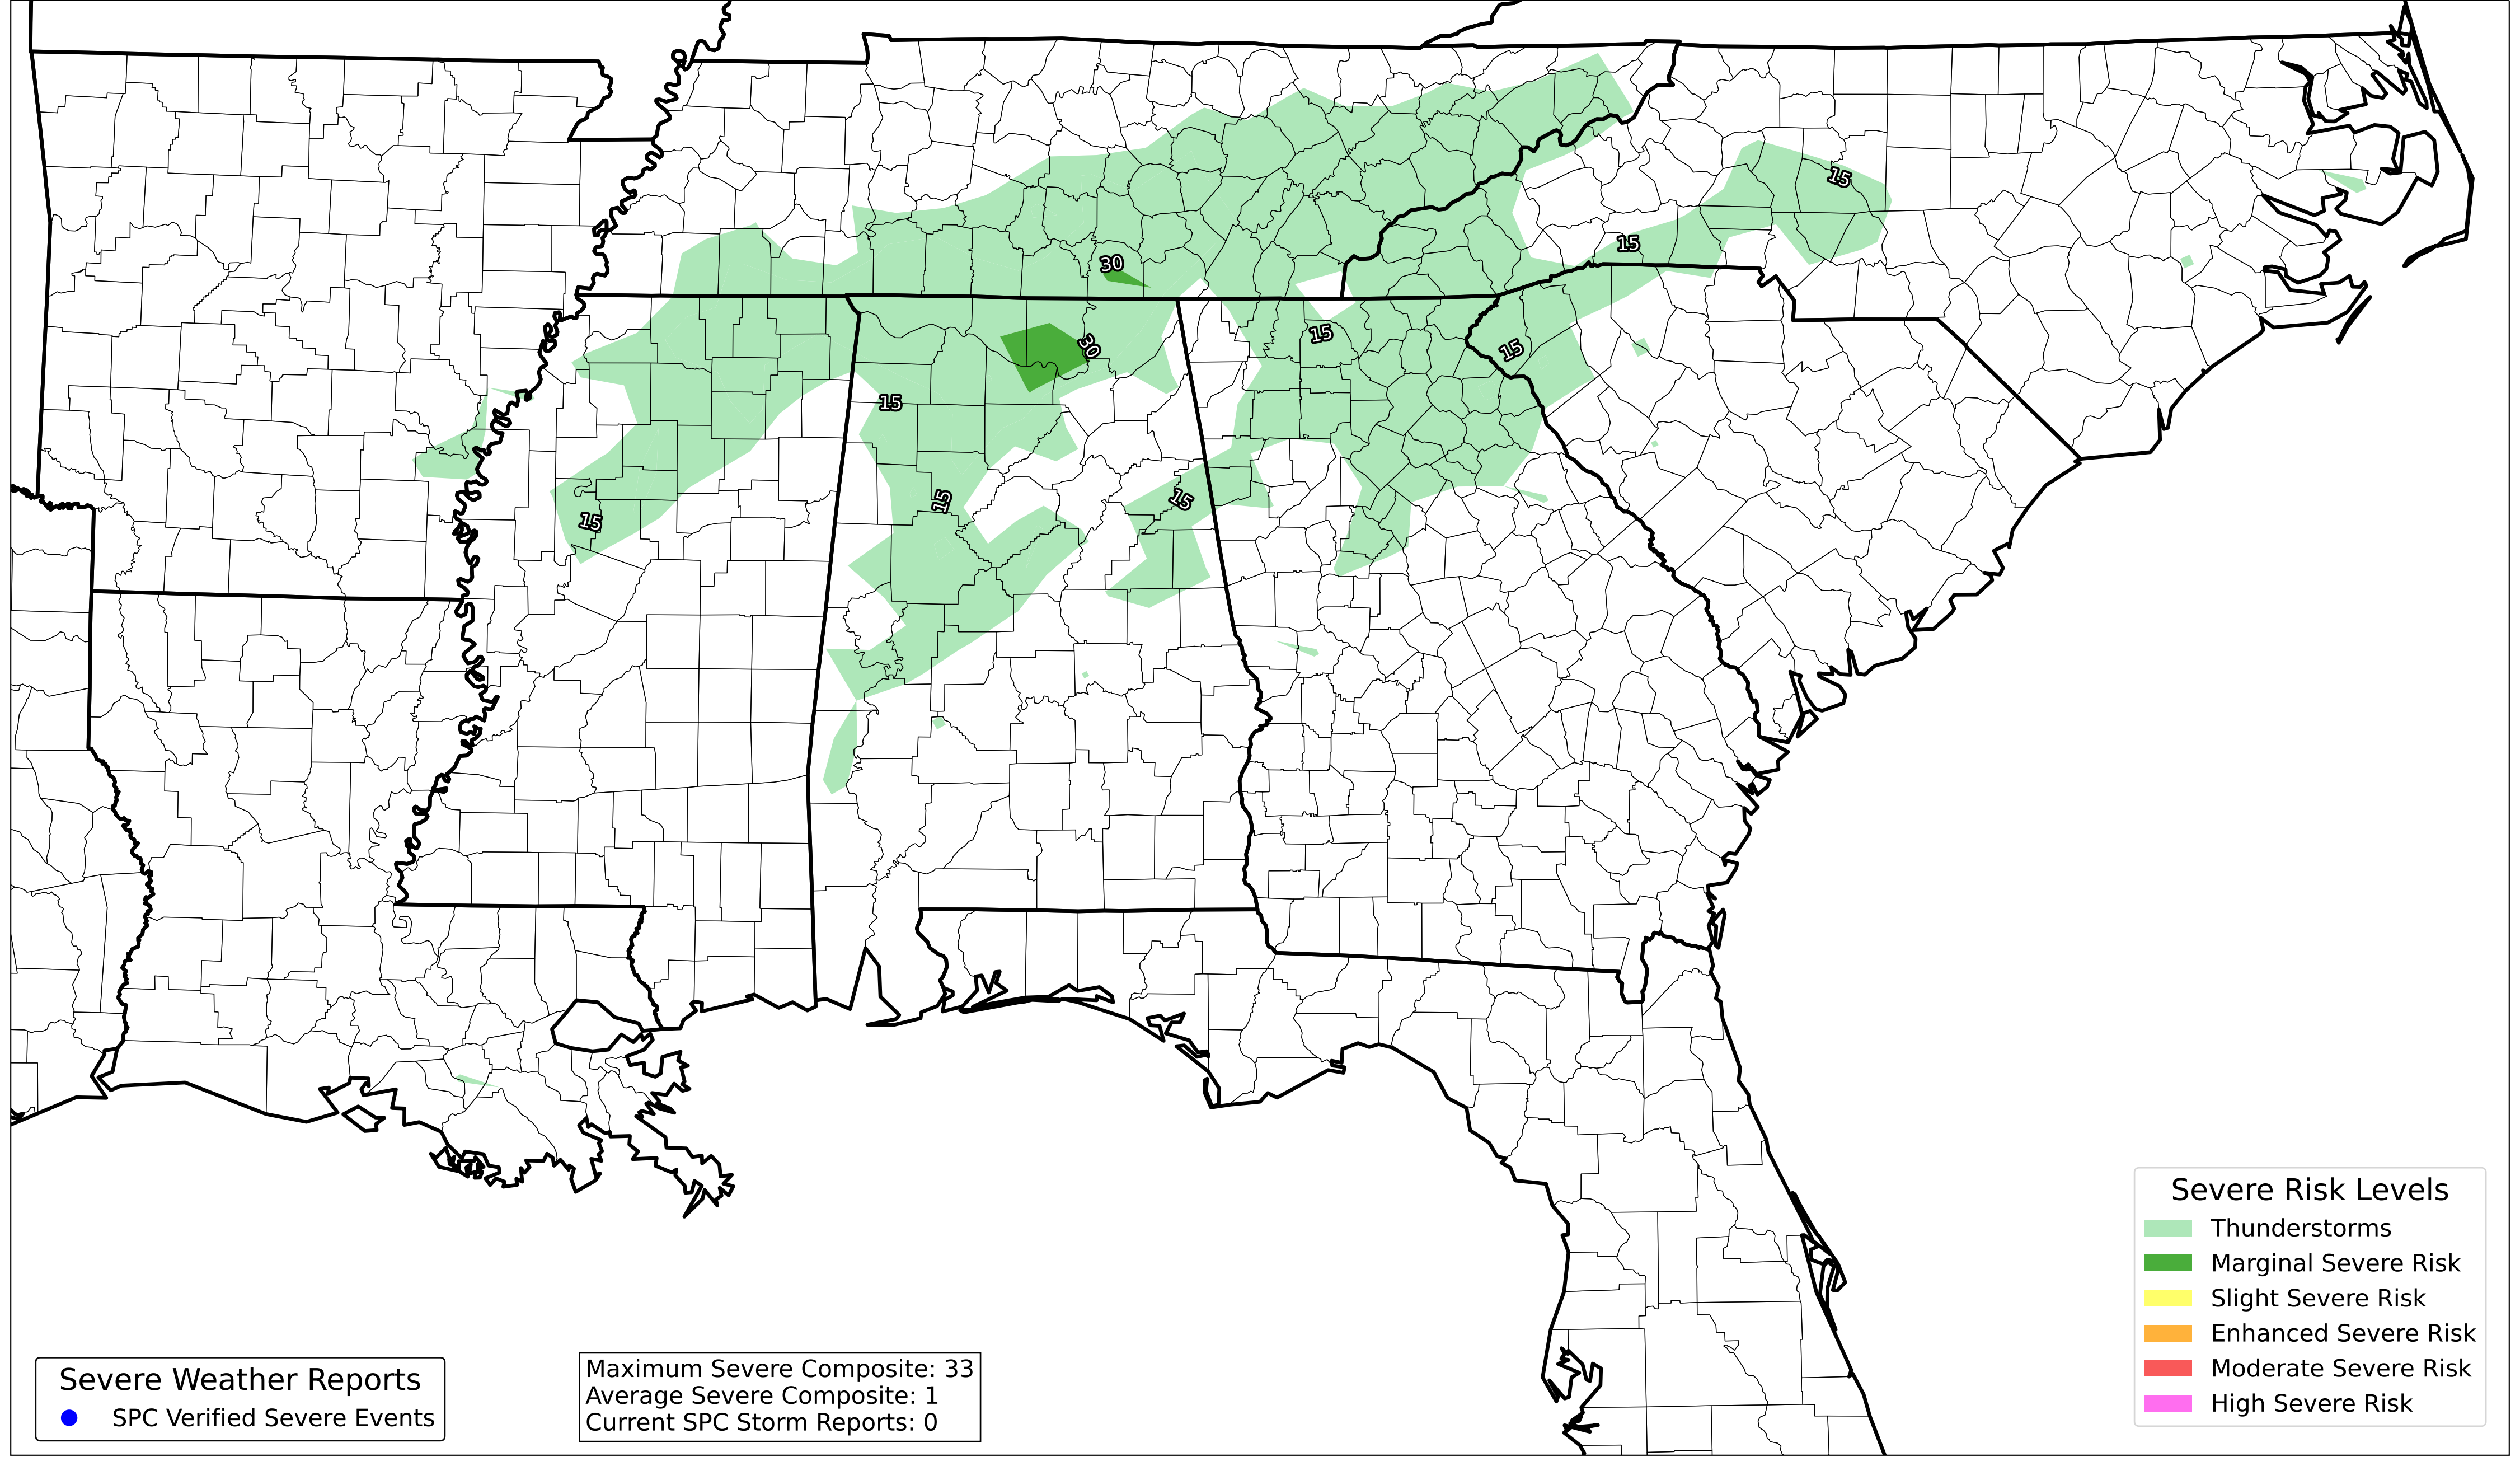 15
15
30
15
30
15
15
15
15
15
Severe Risk Levels
Thunderstorms
Marginal Severe Risk
Slight Severe Risk
Enhanced Severe Risk
Moderate Severe Risk
High Severe Risk
Severe Weather Reports
SPC Verified Severe Events
Maximum Severe Composite: 33
Average Severe Composite: 1
Current SPC Storm Reports: 0